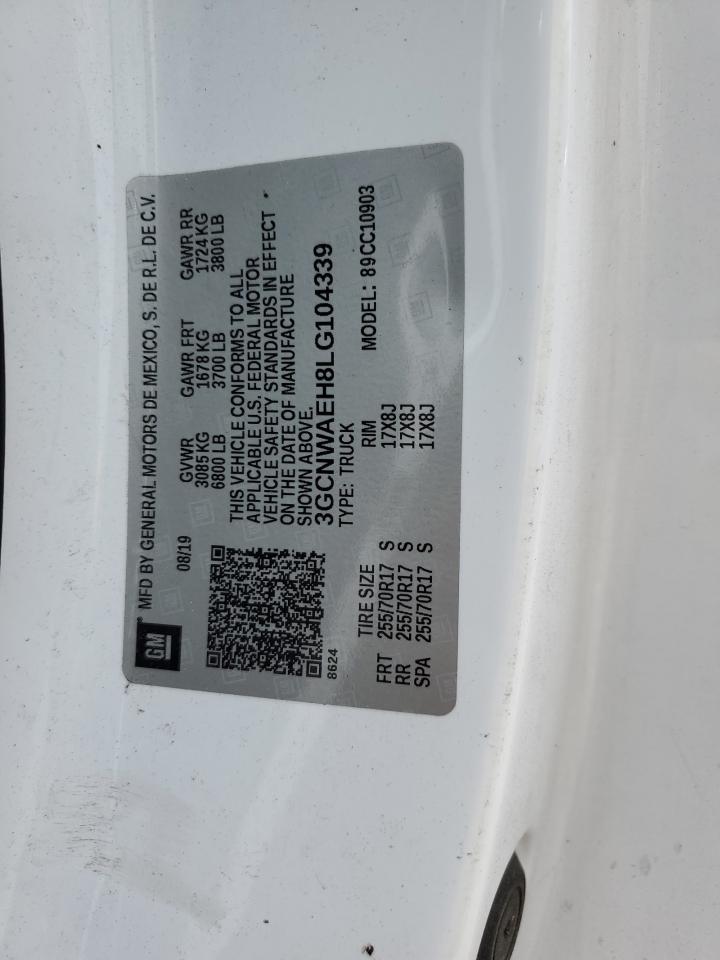 GM
® MFD BY GENERAL MOTORS DE MEXICO, S. DE R.L. DE C.V.
08/19
GVWR GAWR FRT GAWR RR
3085 KG 1678 KG 1724 KG
6800 LB 3700 LB 3800 LB
THIS VEHICLE CONFORMS TO ALL
APPLICABLE U.S. FEDERAL MOTOR
VEHICLE SAFETY STANDARDS IN EFFECT
ON THE DATE OF MANUFACTURE
SHOWN ABOVE.
3GCNWAEH8LG104339
8624
TYPE: TRUCK
TIRE SIZE RIM MODEL: 89CC10903
FRT 255/70R17 S 17X8J
RR 255/70R17 S 17X8J
SPA 255/70R17 S 17X8J